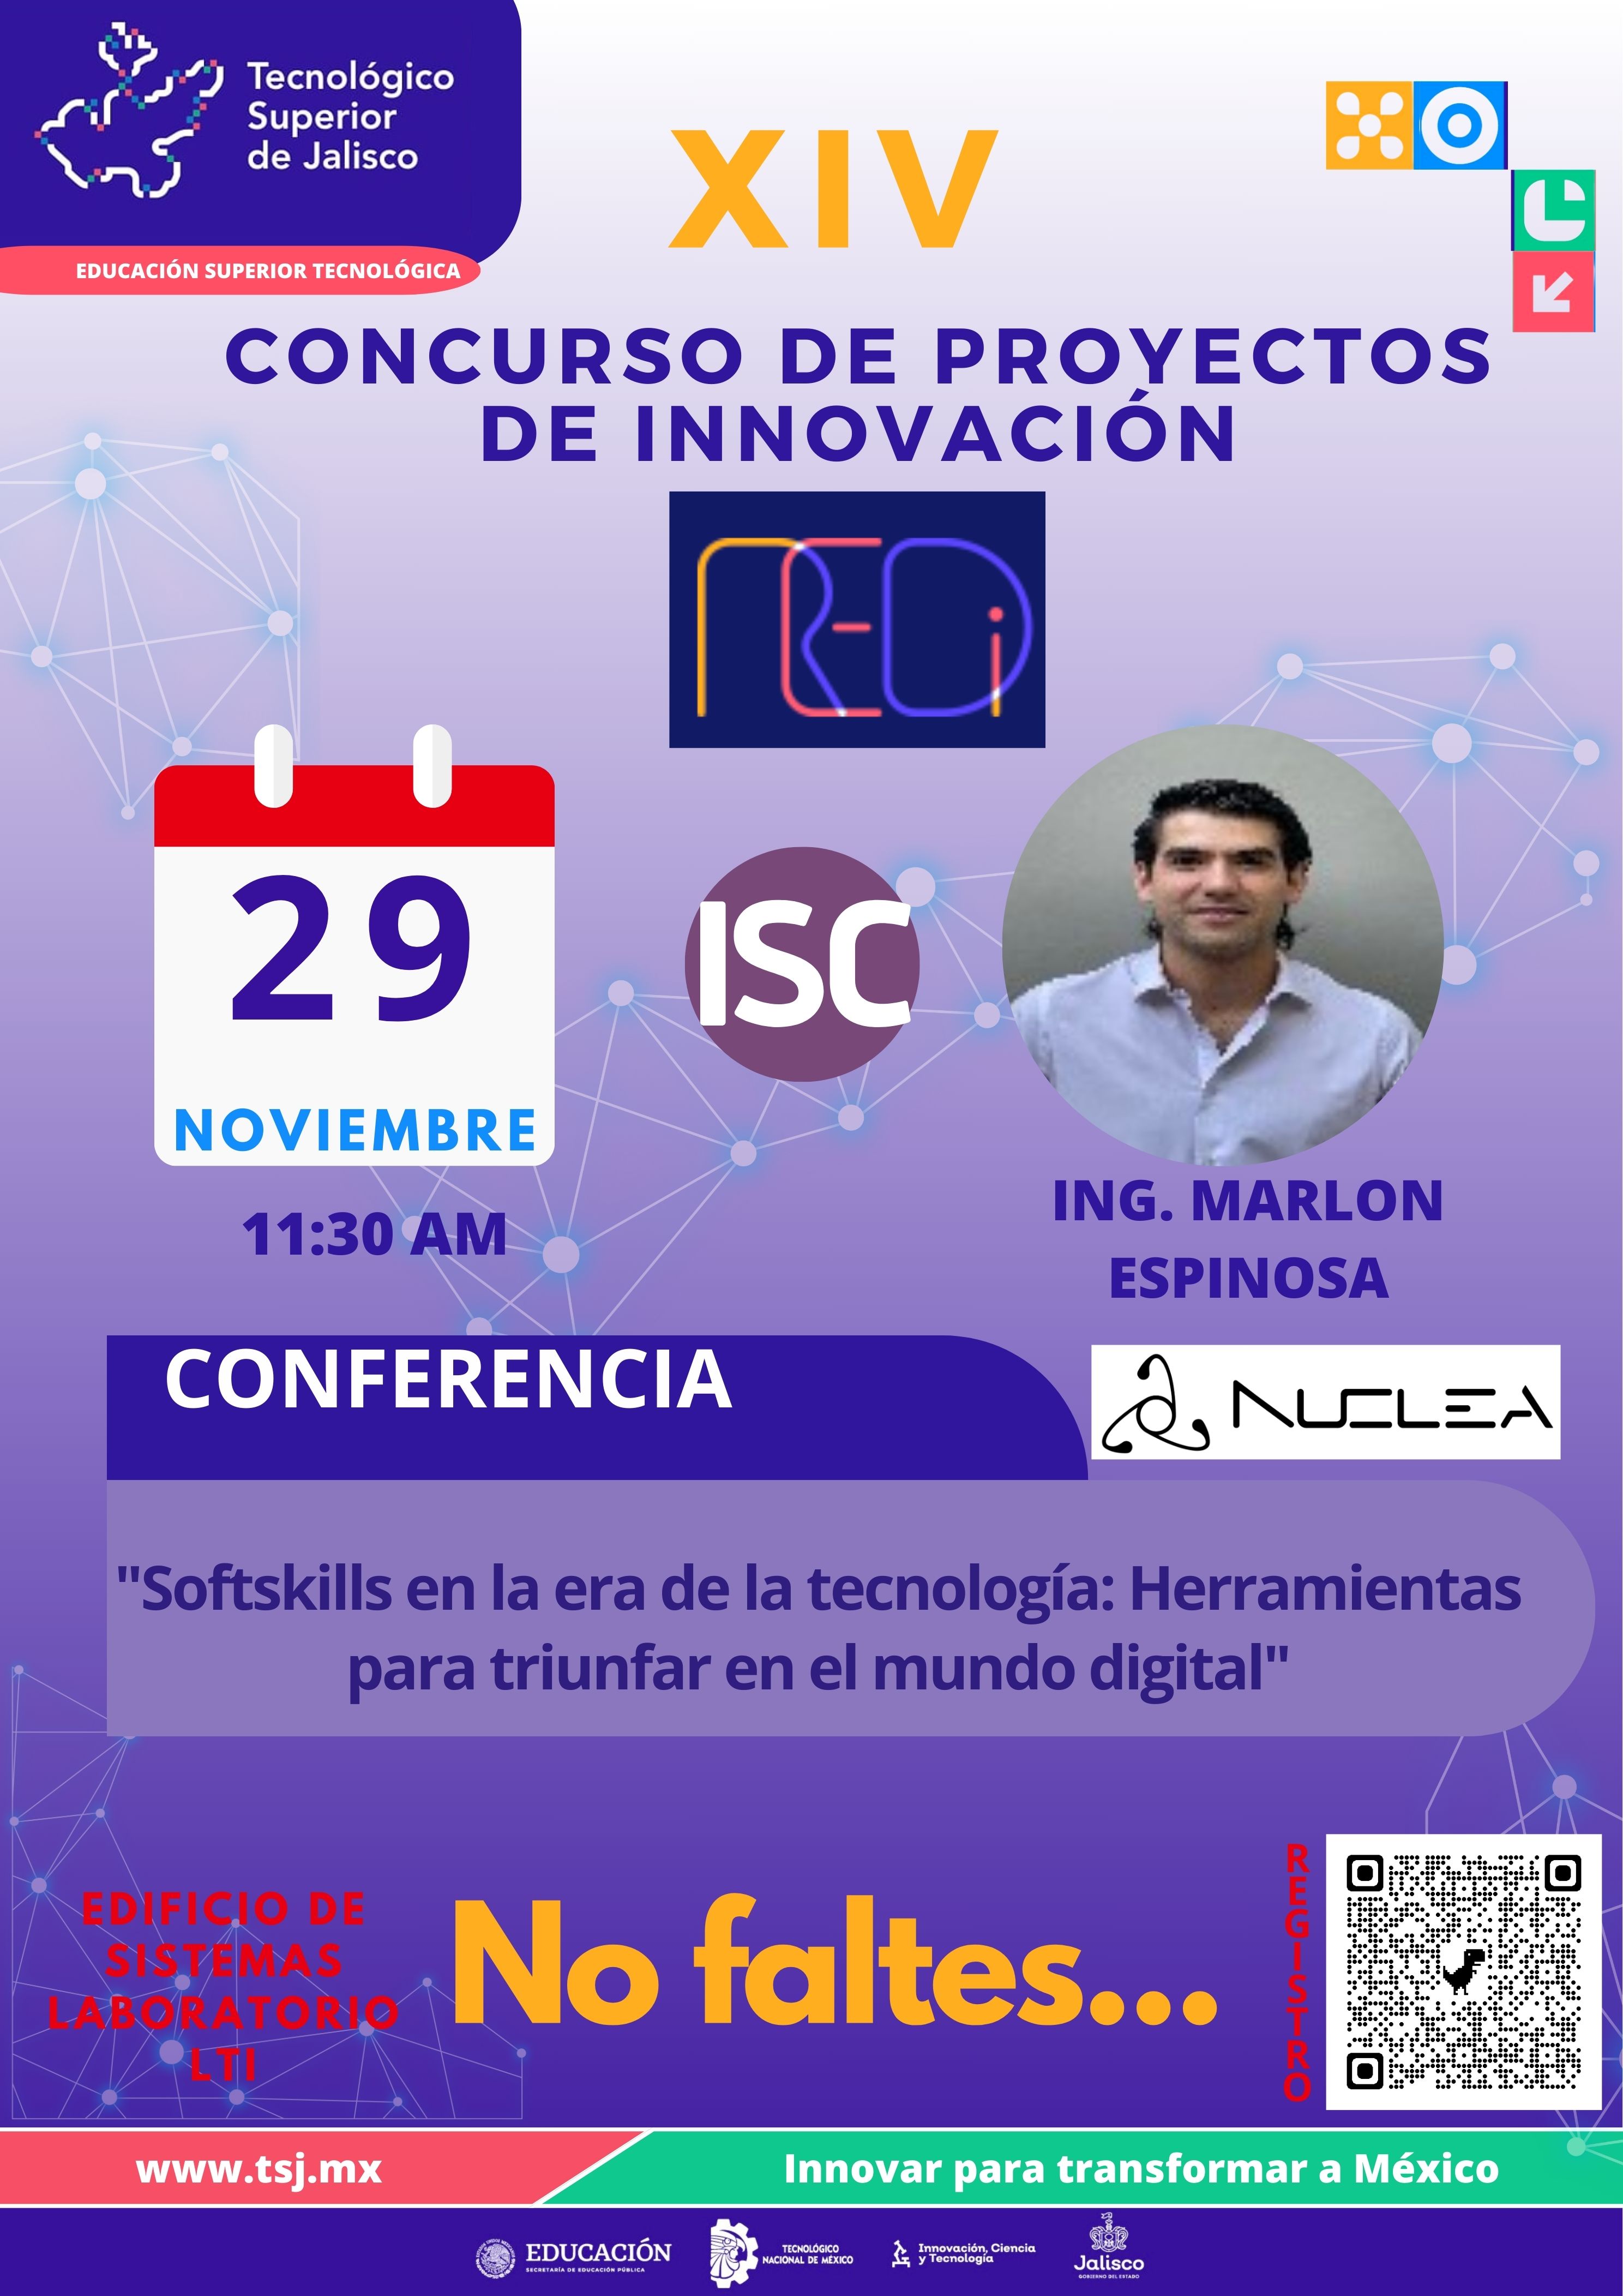 Tecnológico
Superior
de Jalisco
EDUCACIÓN SUPERIOR TECNOLÓGICA
XIV
CONCURSO DE PROYECTOS
DE INNOVACIÓN
REDi
29
NOVIEMBRE
11:30 AM
ISC
ING. MARLON
ESPINOSA
CONFERENCIA
NUCLEA
"Softskills en la era de la tecnología: Herramientas
para triunfar en el mundo digital"
EDIFICIO DE
SISTEMAS
LABORATORIO
LTI
No faltes...
REGISTRO
www.tsj.mx
Innovar para transformar a México
EDUCACIÓN
SECRETARÍA DE EDUCACIÓN PÚBLICA
TECNOLÓGICO
NACIONAL DE MÉXICO
Innovación, Ciencia
y Tecnología
Jalisco
GOBIERNO DEL ESTADO